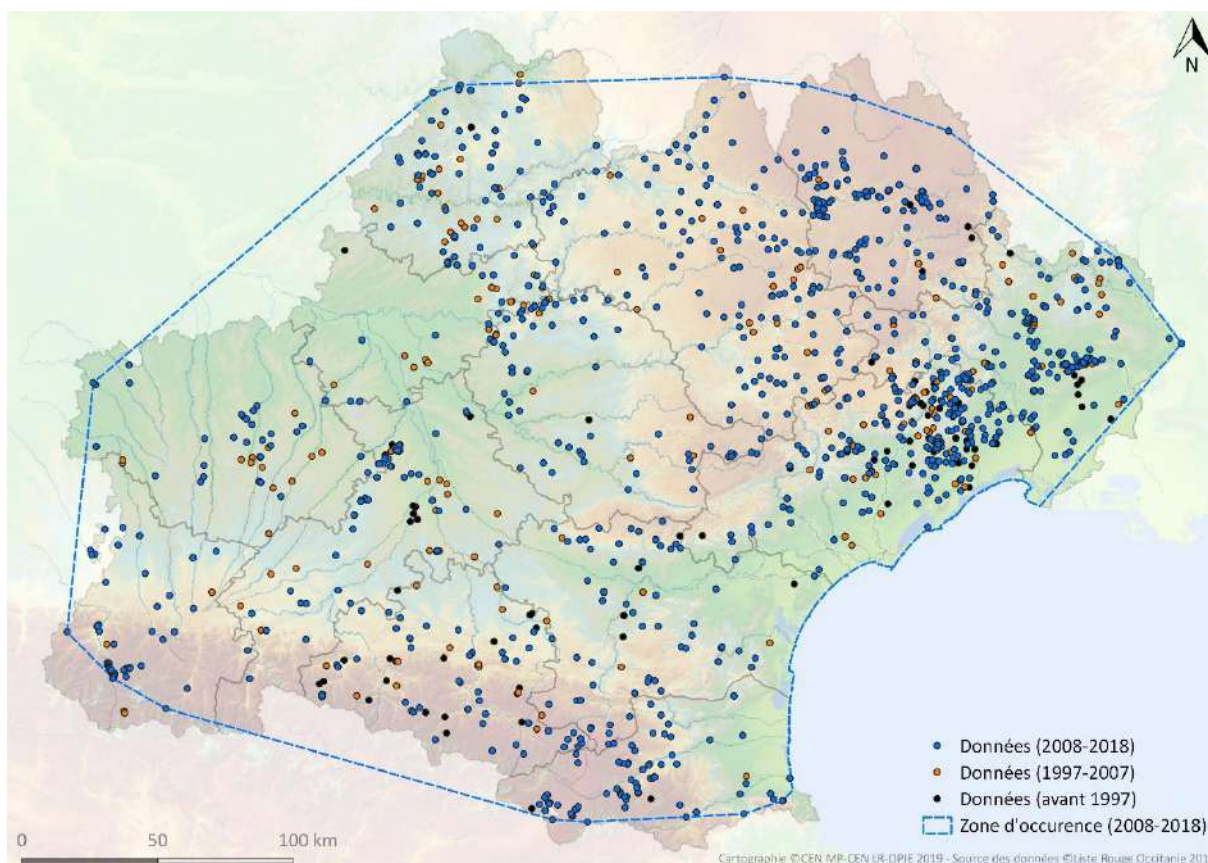 N
Données (2008-2018)
Données (1997-2007)
Données (avant 1997)
Zone d'occurence (2008-2018)
0 50 100 km
Cartographie ©CEN MP-CEN LR-OPIE 2019 - Source des données ©Liste Rouge Occitanie